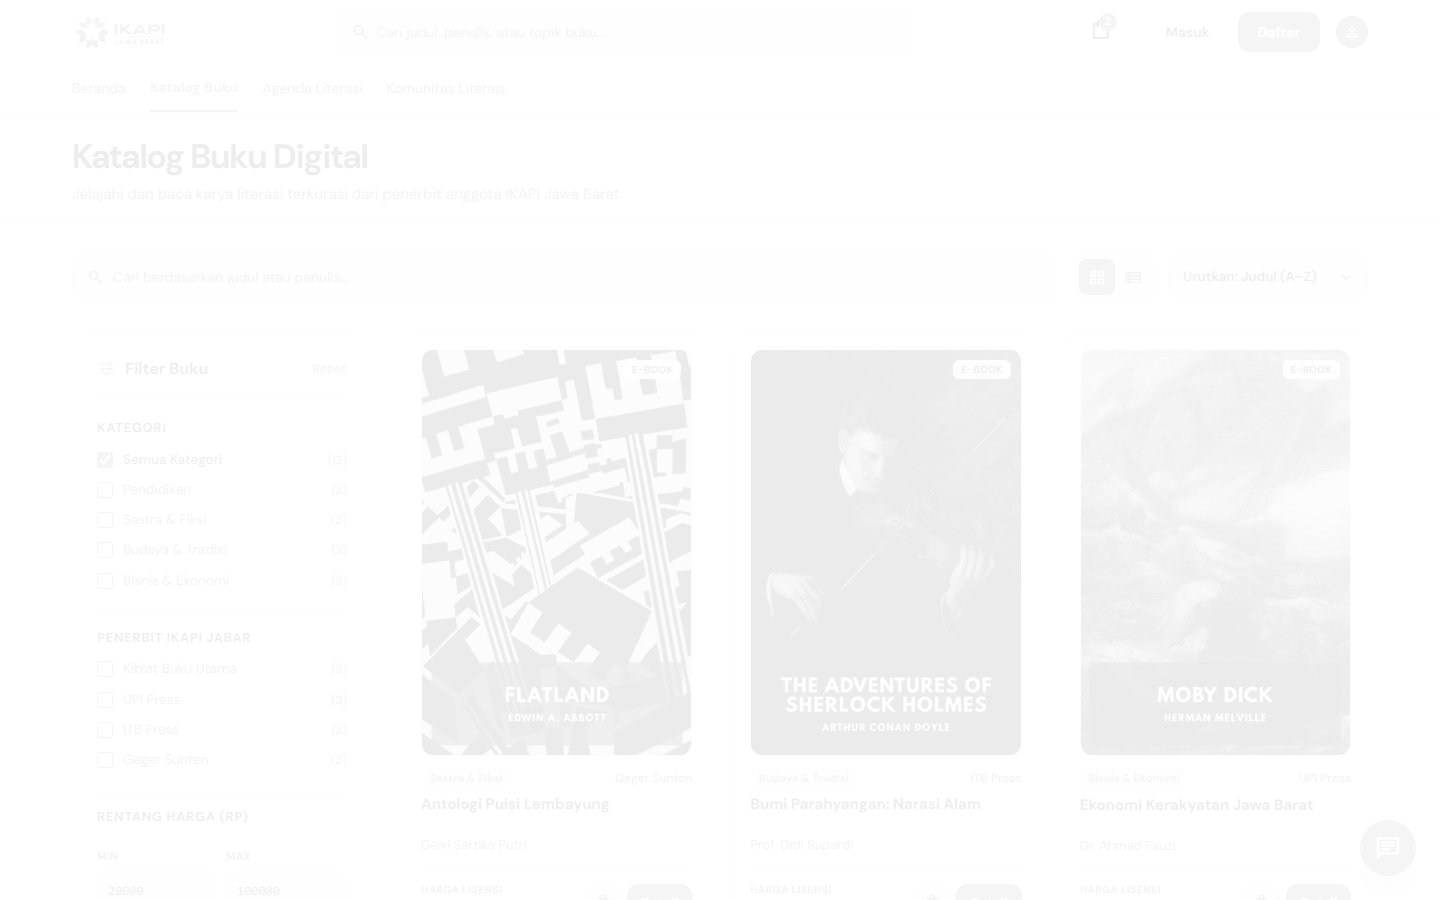 IKAPI
JAWA BARAT
Cari judul, penulis, atau topik buku...
2
Masuk
Daftar
Beranda
Katalog Buku
Agenda Literasi
Komunitas Literasi
Katalog Buku Digital
Jelajahi dan baca karya literasi terkurasi dari penerbit anggota IKAPI Jawa Barat.
Cari berdasarkan judul atau penulis...
Urutkan: Judul (A-Z)
Filter Buku
Reset
KATEGORI
Semua Kategori (12)
Pendidikan (3)
Sastra & Fiksi (3)
Budaya & Tradisi (3)
Bisnis & Ekonomi (3)
PENERBIT IKAPI JABAR
Kiblat Buku Utama (3)
UPI Press (3)
ITB Press (3)
Geger Sunten (3)
RENTANG HARGA (RP)
MIN
MAX
20000
100000
E-BOOK
FLATLAND
EDWIN A. ABBOTT
Sastra & Fiksi
Geger Sunten
Antologi Puisi Lembayung
Dewi Sartika Putri
HARGA LISENSI
E-BOOK
THE ADVENTURES OF
SHERLOCK HOLMES
ARTHUR CONAN DOYLE
Budaya & Tradisi
ITB Press
Bumi Parahyangan: Narasi Alam
Prof. Didi Supardi
HARGA LISENSI
E-BOOK
MOBY DICK
HERMAN MELVILLE
Bisnis & Ekonomi
UPI Press
Ekonomi Kerakyatan Jawa Barat
Dr. Ahmad Fauzi
HARGA LISENSI